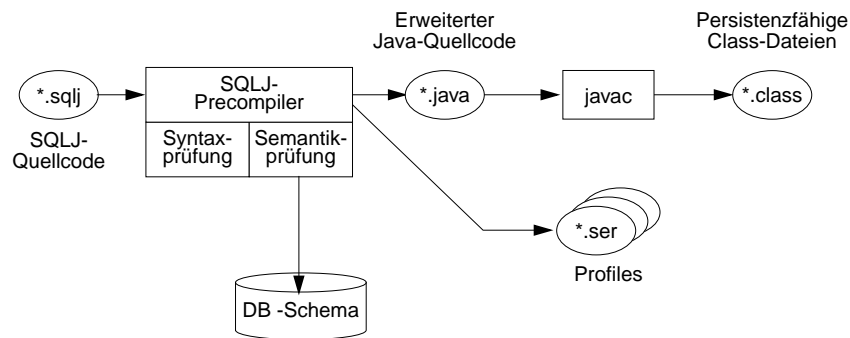 Erweiterter
Java-Quellcode
Persistenzfähige
Class-Dateien
*.sqlj
SQLJ-
Precompiler
*.java
javac
*.class
SQLJ-
Quellcode
Syntax-
prüfung
Semantik-
prüfung
*.ser
Profiles
DB -Schema